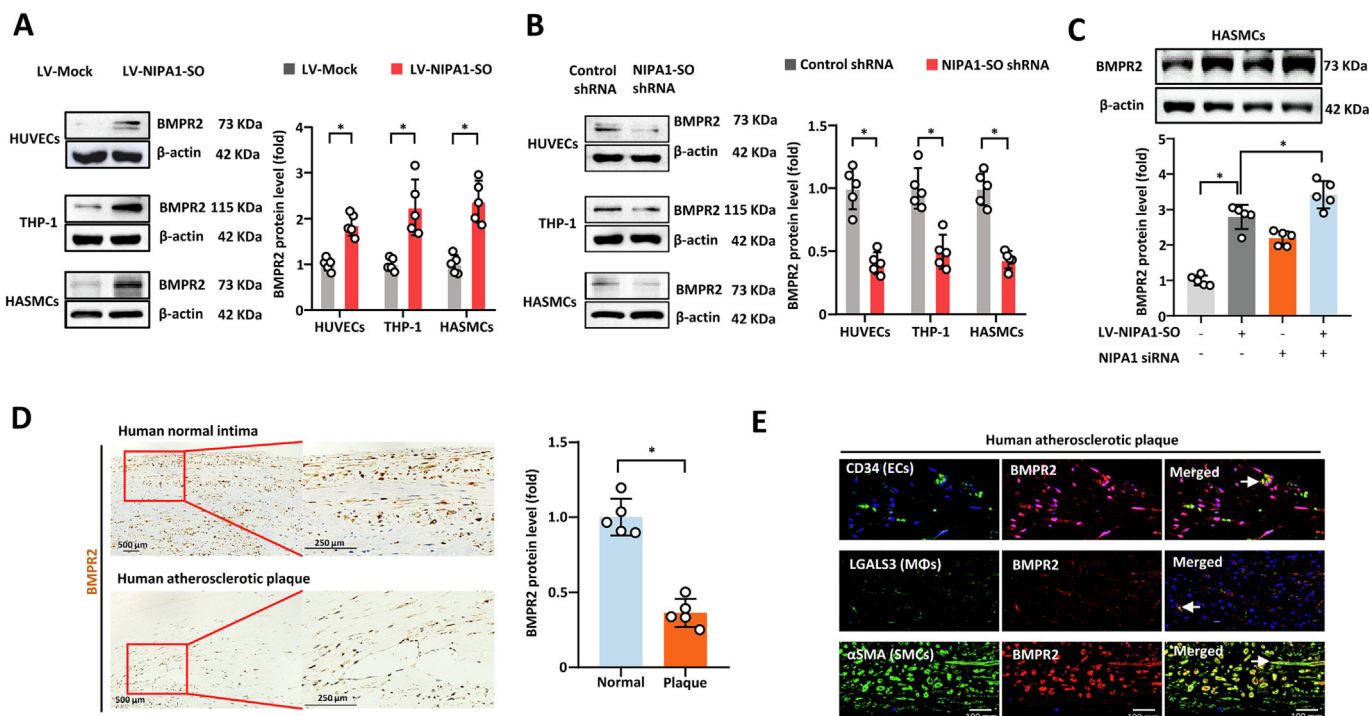 A
LV-Mock LV-NIPA1-SO
HUVECs
BMPR2 73 KDa
β-actin 42 KDa
THP-1
BMPR2 115 KDa
β-actin 42 KDa
HASMCs
BMPR2 73 KDa
β-actin 42 KDa
LV-Mock LV-NIPA1-SO
BMPR2 protein level (fold)
4
3
2
1
0
* * *
HUVECs THP-1 HASMCs
B
Control shRNA
NIPA1-SO shRNA
HUVECs
BMPR2 73 KDa
β-actin 42 KDa
THP-1
BMPR2 115 KDa
β-actin 42 KDa
HASMCs
BMPR2 73 KDa
β-actin 42 KDa
Control shRNA NIPA1-SO shRNA
BMPR2 protein level (fold)
1.5
1.0
0.5
0.0
* * *
HUVECs THP-1 HASMCs
C
HASMCs
BMPR2 73 KDa
β-actin 42 KDa
BMPR2 protein level (fold)
5
4
3
2
1
0
* *
LV-NIPA1-SO - + - +
NIPA1 siRNA - - + +
D
BMPR2
Human normal intima
500 μm
250 μm
Human atherosclerotic plaque
500 μm
250 μm
BMPR2 protein level (fold)
1.5
1.0
0.5
0
*
Normal Plaque
E
Human atherosclerotic plaque
CD34 (ECs) BMPR2 Merged
LGALS3 (MΦs) BMPR2 Merged
αSMA (SMCs) BMPR2 Merged